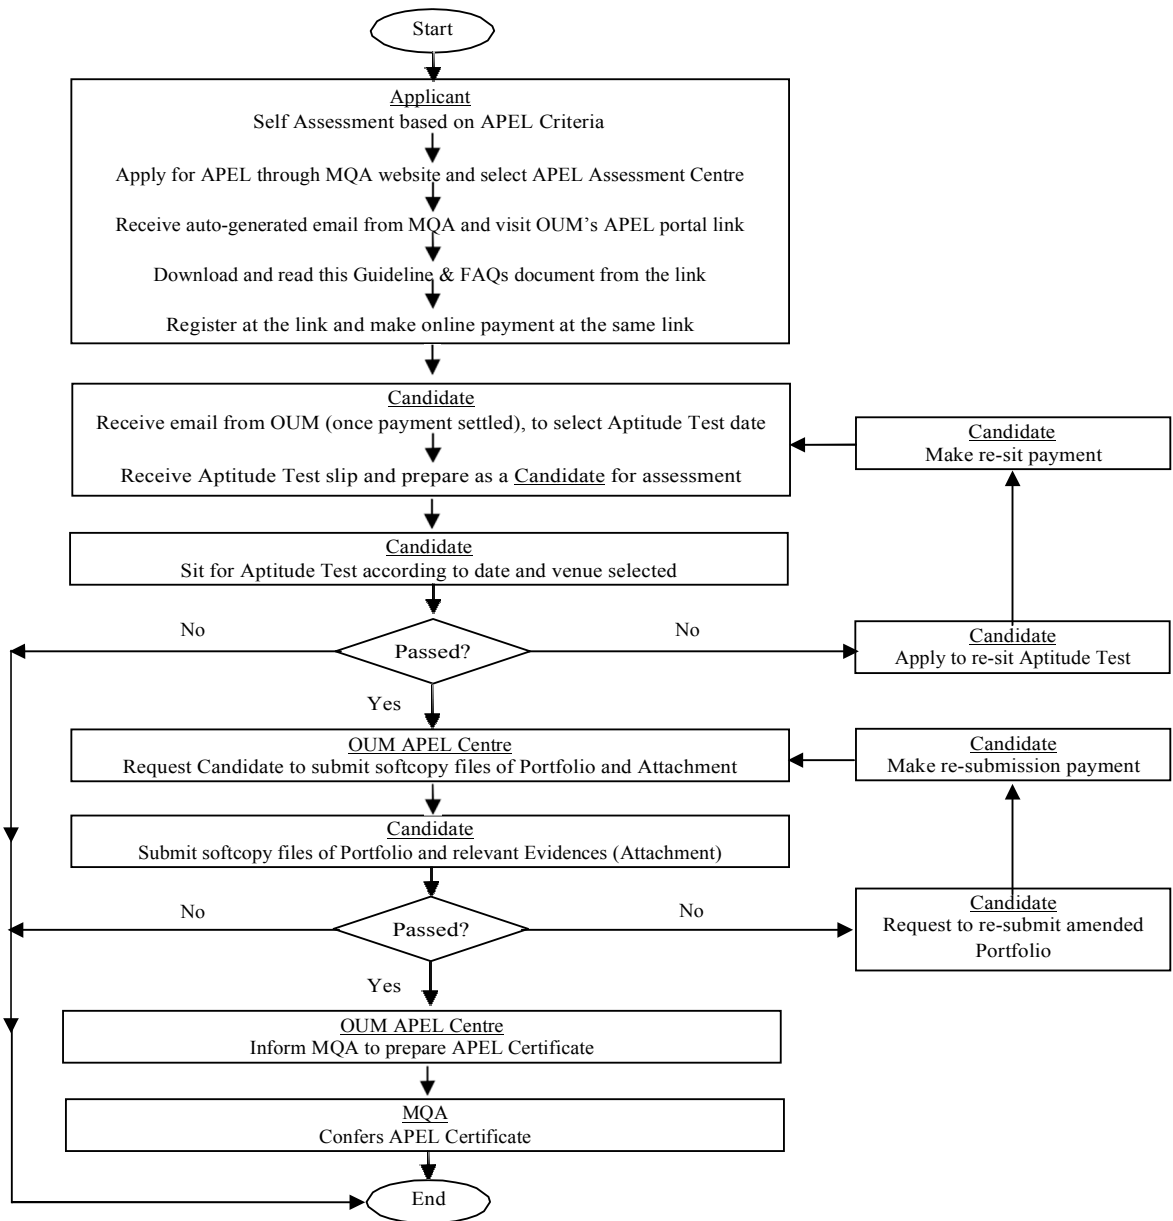 Start
Applicant
Self Assessment based on APEL Criteria
Apply for APEL through MQA website and select APEL Assessment Centre
Receive auto-generated email from MQA and visit OUM’s APEL portal link
Download and read this Guideline & FAQs document from the link
Register at the link and make online payment at the same link
Candidate
Receive email from OUM (once payment settled), to select Aptitude Test date
Receive Aptitude Test slip and prepare as a Candidate for assessment
Candidate
Make re-sit payment
Candidate
Sit for Aptitude Test according to date and venue selected
No
Passed?
No
Candidate
Apply to re-sit Aptitude Test
Yes
OUM APEL Centre
Request Candidate to submit softcopy files of Portfolio and Attachment
Candidate
Make re-submission payment
Candidate
Submit softcopy files of Portfolio and relevant Evidences (Attachment)
No
Passed?
No
Candidate
Request to re-submit amended
Portfolio
Yes
OUM APEL Centre
Inform MQA to prepare APEL Certificate
MQA
Confers APEL Certificate
End